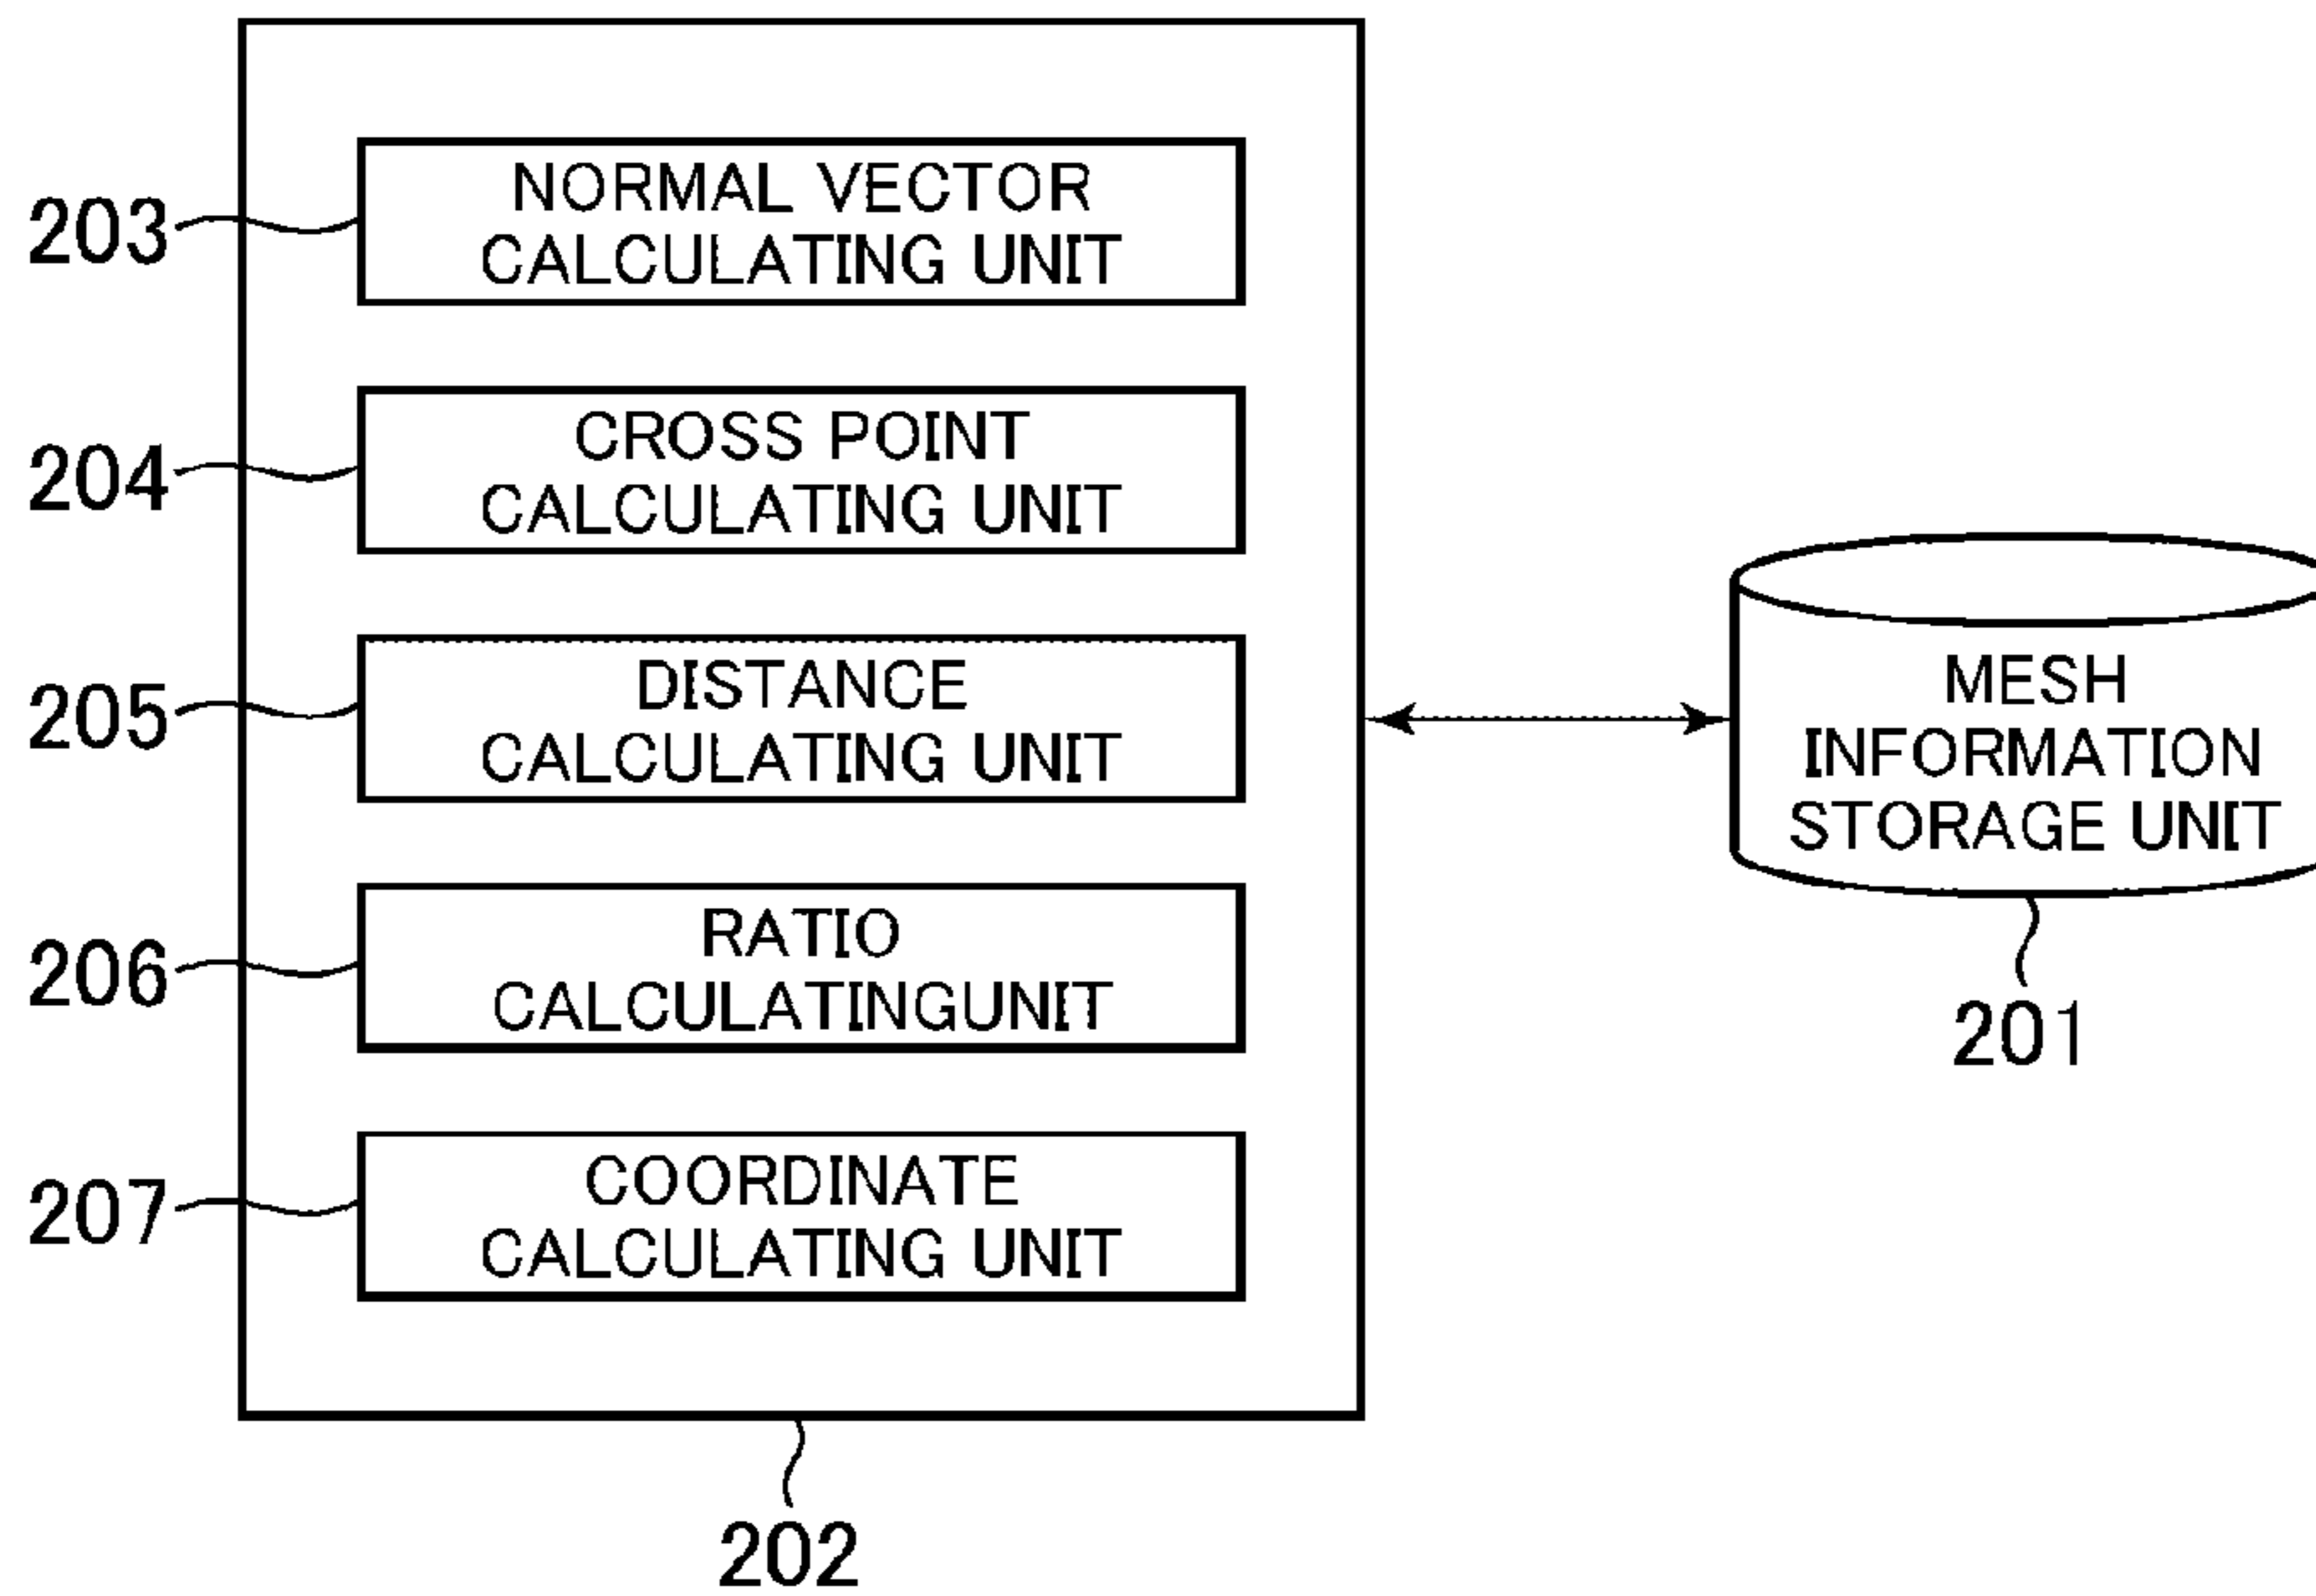 203
NORMAL VECTOR
CALCULATING UNIT
204
CROSS POINT
CALCULATING UNIT
205
DISTANCE
CALCULATING UNIT
206
RATIO
CALCULATINGUNIT
207
COORDINATE
CALCULATING UNIT
202
MESH
INFORMATION
STORAGE UNIT
201